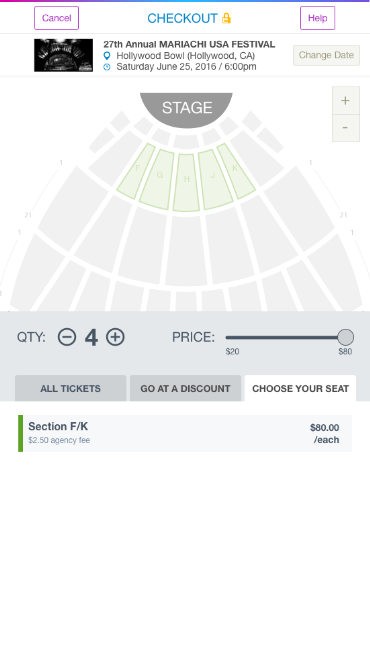 Cancel
CHECKOUT
Help
27th Annual MARIACHI USA FESTIVAL
Hollywood Bowl (Hollywood, CA)
Saturday June 25, 2016 / 6:00pm
Change Date
STAGE
+
-
F
G
H
J
K
1
1
21
21
1
1
1
QTY:
4
PRICE:
$20
$80
ALL TICKETS
GO AT A DISCOUNT
CHOOSE YOUR SEAT
Section F/K
$80.00
$2.50 agency fee
/each